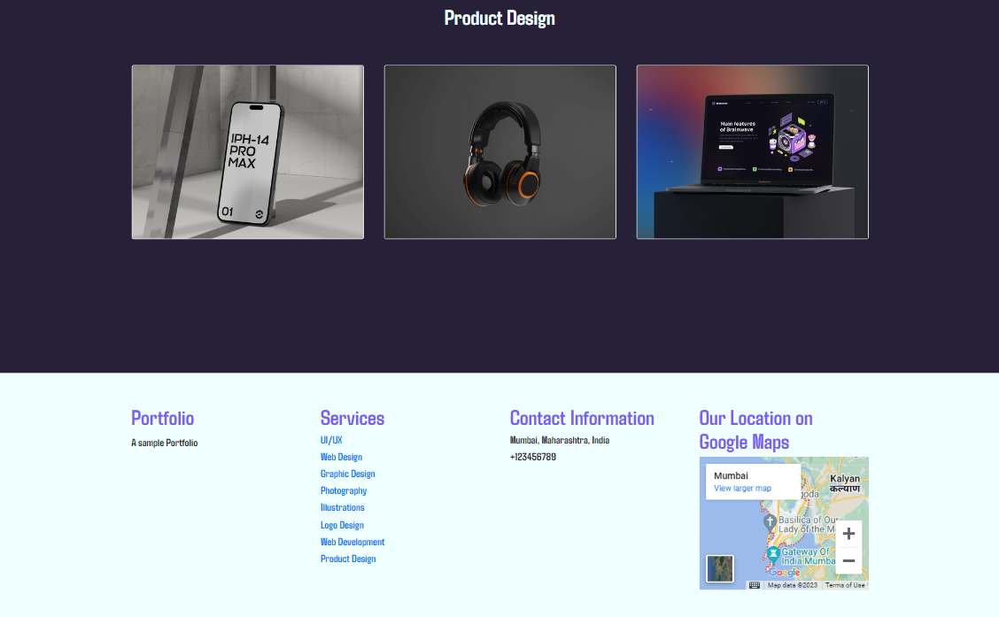 Product Design
IPH-14
PRO
MAX
01
Brainwave
Main features
of Brainwave
Portfolio
A sample Portfolio
Services
UI/UX
Web Design
Graphic Design
Photography
Illustrations
Logo Design
Web Development
Product Design
Contact Information
Mumbai, Maharashtra, India
+123456789
Our Location on
Google Maps
Mumbai
View larger map
Kalyan
कल्याण
goda
Basilica of Our
Lady of the M
Gateway Of
India Mumba
Google
Map data ©2023
Terms of Use